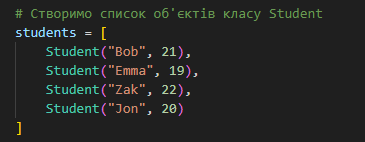 # Створимо список об'єктів класу Student
students = [
    Student("Bob", 21),
    Student("Emma", 19),
    Student("Zak", 22),
    Student("Jon", 20)
]